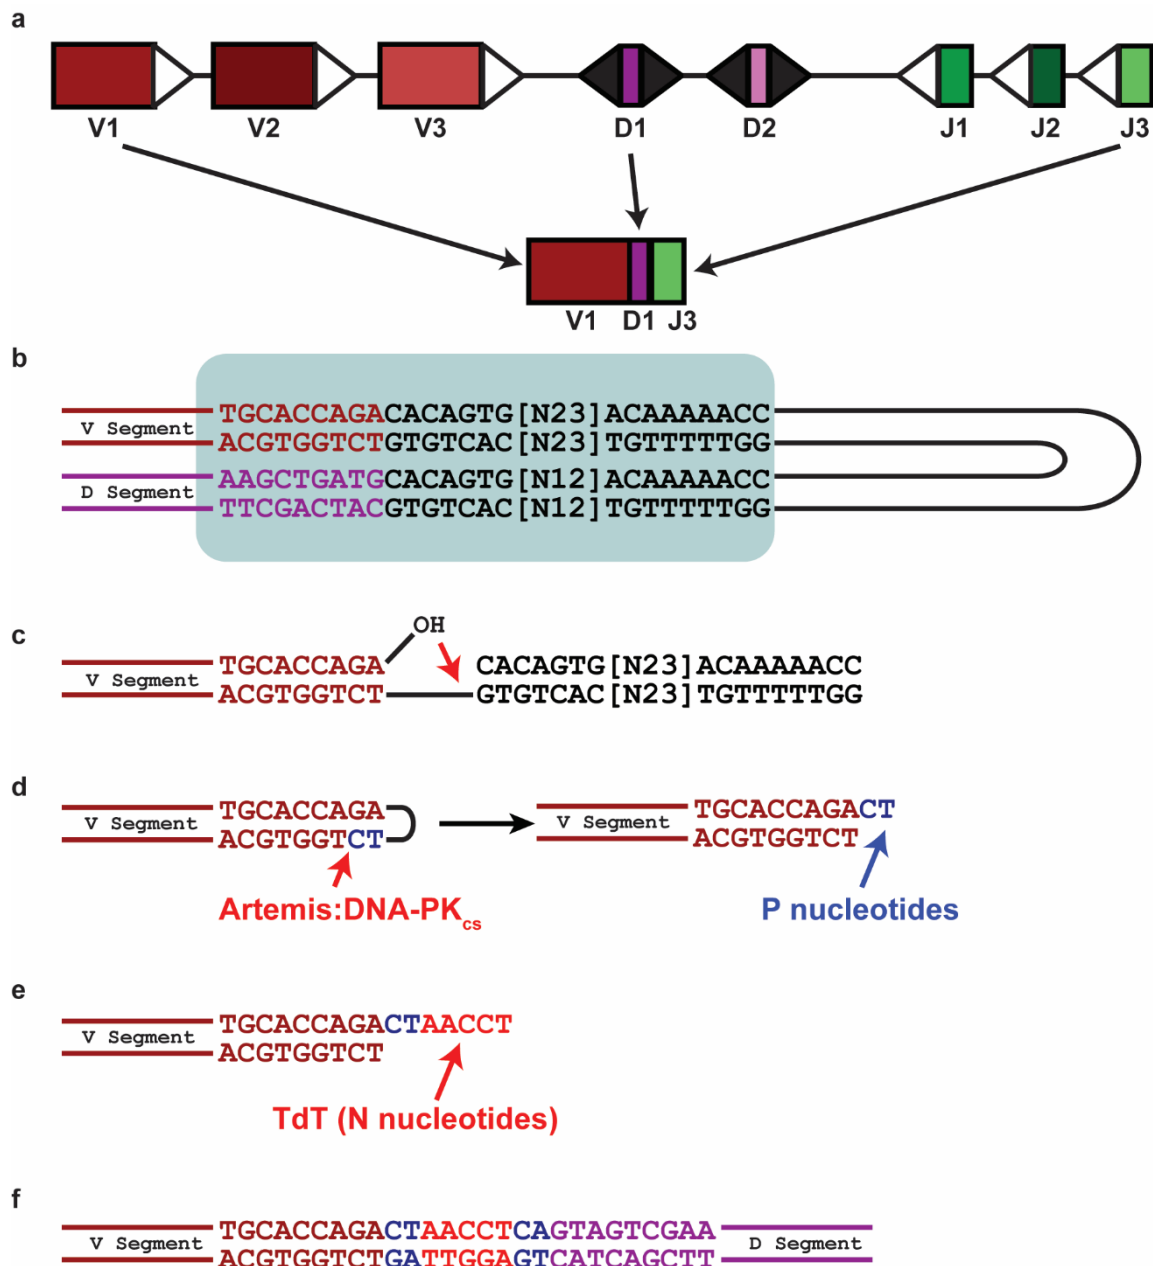 a
V1 V2 V3 D1 D2 J1 J2 J3
V1 D1 J3
b
V Segment TGCACCAGACACAGTG[N23]ACAAAAACC
ACGTGGTCTGTGTCAC[N23]TGTTTTTGG
D Segment AAGCTGATGCACAGTG[N12]ACAAAAACC
TTCGACTACGTGTCAC[N12]TGTTTTTGG
c
OH
V Segment TGCACCAGA CACAGTG[N23]ACAAAAACC
ACGTGGTCT GTGTCAC[N23]TGTTTTTGG
d
V Segment TGCACCAGA V Segment TGCACCAGACT
ACGTGGTCT ACGTGGTCT
Artemis:DNA-PKcs P nucleotides
e
V Segment TGCACCAGACTAACCT
ACGTGGTCT
TdT (N nucleotides)
f
V Segment TGCACCAGACTAACCTCAGTAGTCGAA D Segment
ACGTGGTCTGATTGGAGTCATCAGCTT